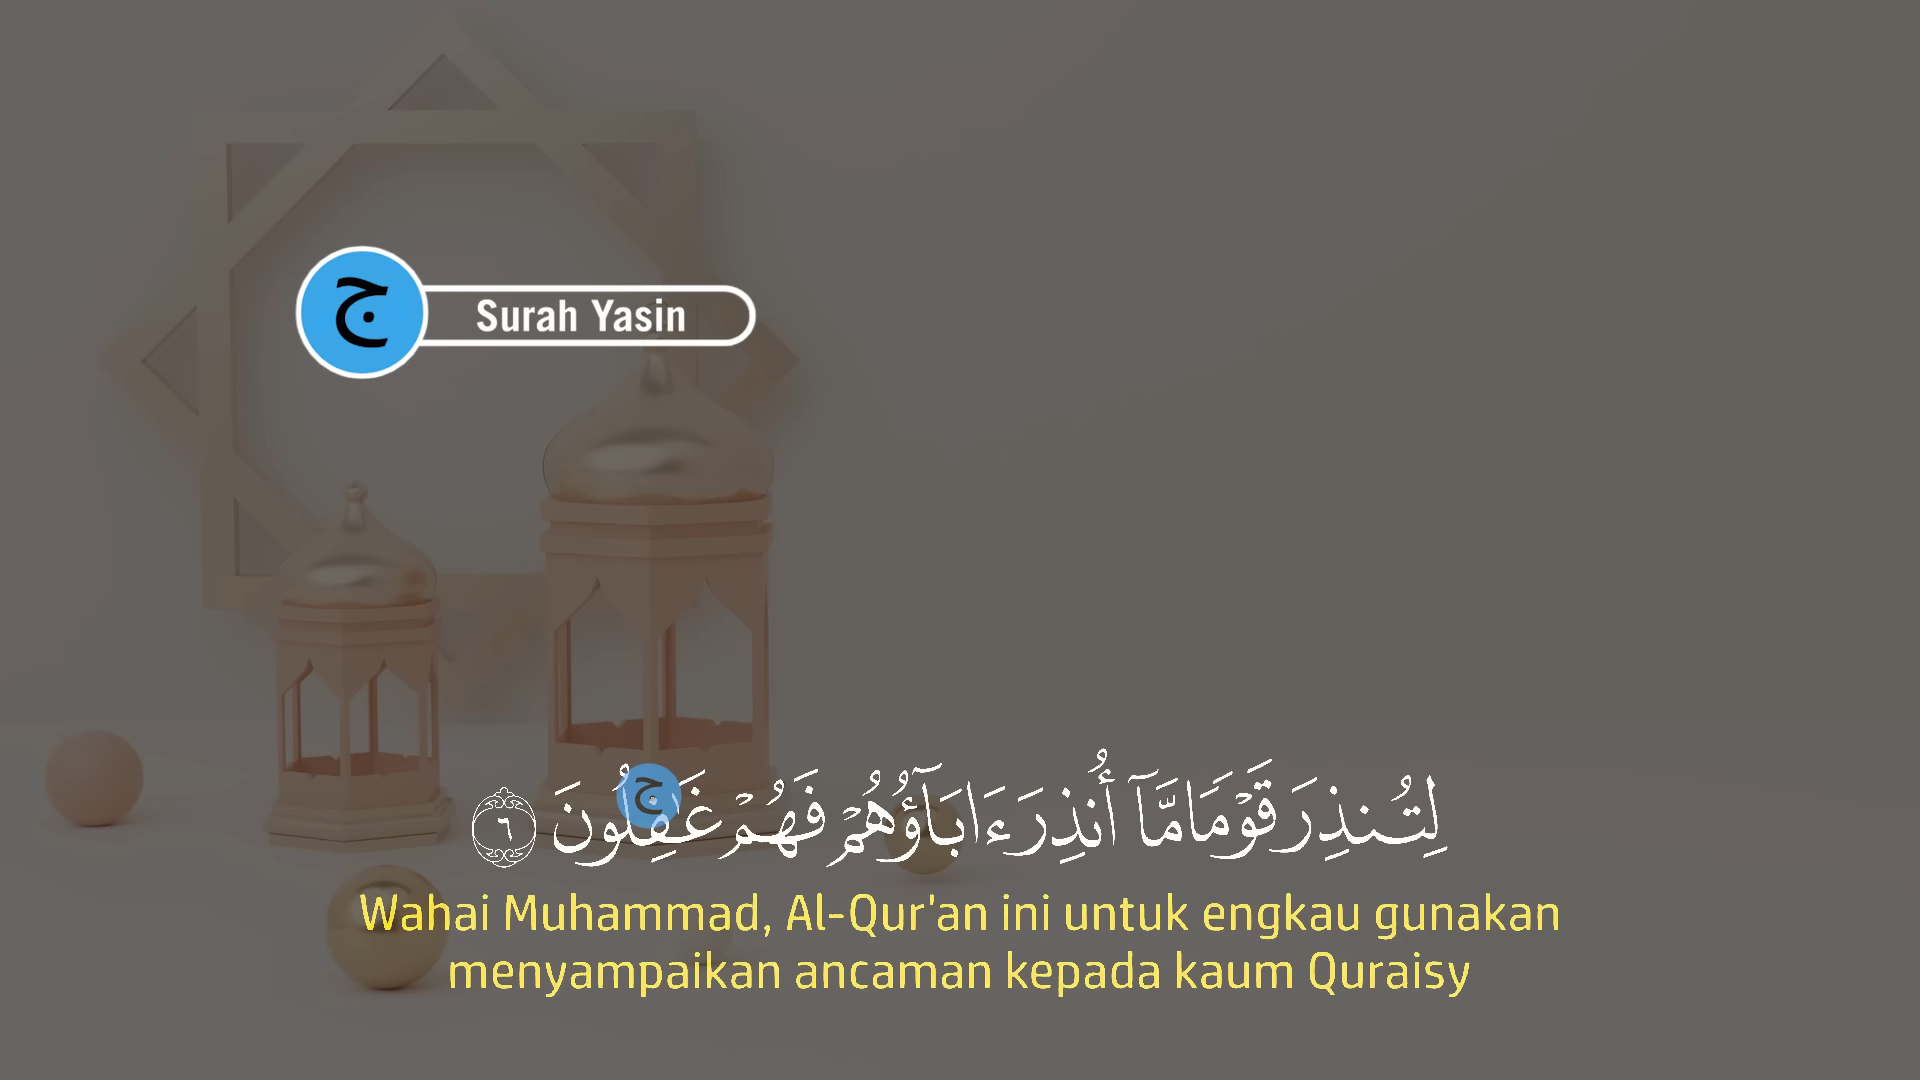 ج
Surah Yasin
ج
لِتُنذِرَ قَوْمًا مَّآ أُنذِرَ ءَابَآؤُهُمْ فَهُمْ غَٰفِلُونَ ٦
Wahai Muhammad, Al-Qur'an ini untuk engkau gunakan
menyampaikan ancaman kepada kaum Quraisy